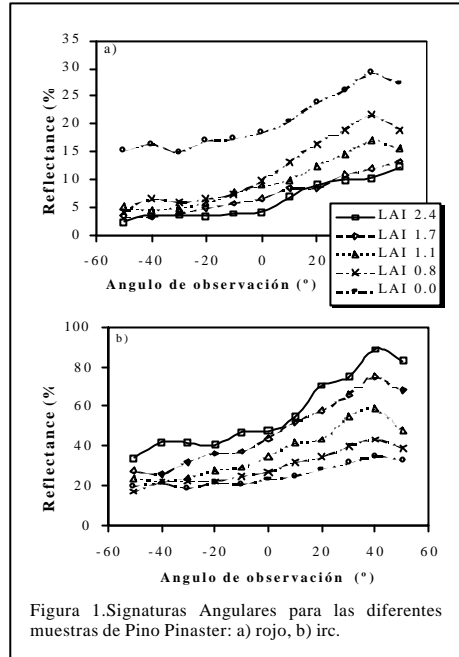 a)
35
30
25
20
15
10
5
0
Reflectance (%
-60 -40 -20 0 20
Angulo de observación (º)
LAI 2.4
LAI 1.7
LAI 1.1
LAI 0.8
LAI 0.0
b)
100
80
60
40
20
0
Reflectance (%
-60 -40 -20 0 20 40 60
Angulo de observación (º)
Figura 1.Signaturas Angulares para las diferentes
muestras de Pino Pinaster: a) rojo, b) irc.